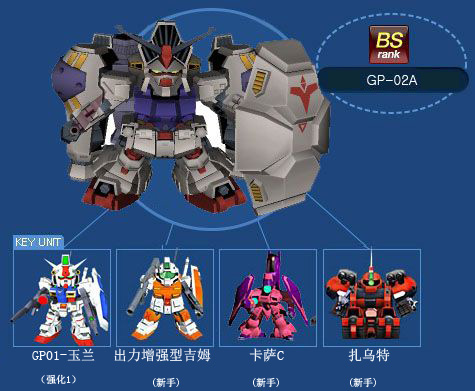 BS
rank
GP-02A
KEY UNIT
GP01-玉兰
(强化1)
出力增强型吉姆
(新手)
卡萨C
(新手)
扎乌特
(新手)